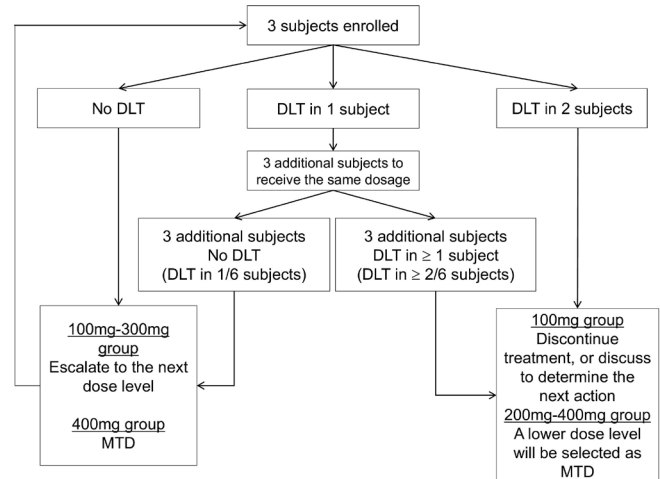 3 subjects enrolled
No DLT
DLT in 1 subject
DLT in 2 subjects
3 additional subjects to
receive the same dosage
3 additional subjects
No DLT
(DLT in 1/6 subjects)
3 additional subjects
DLT in ≥ 1 subject
(DLT in ≥ 2/6 subjects)
100mg-300mg
group
Escalate to the next
dose level
400mg group
MTD
100mg group
Discontinue
treatment, or discuss
to determine the
next action
200mg-400mg group
A lower dose level
will be selected as
MTD